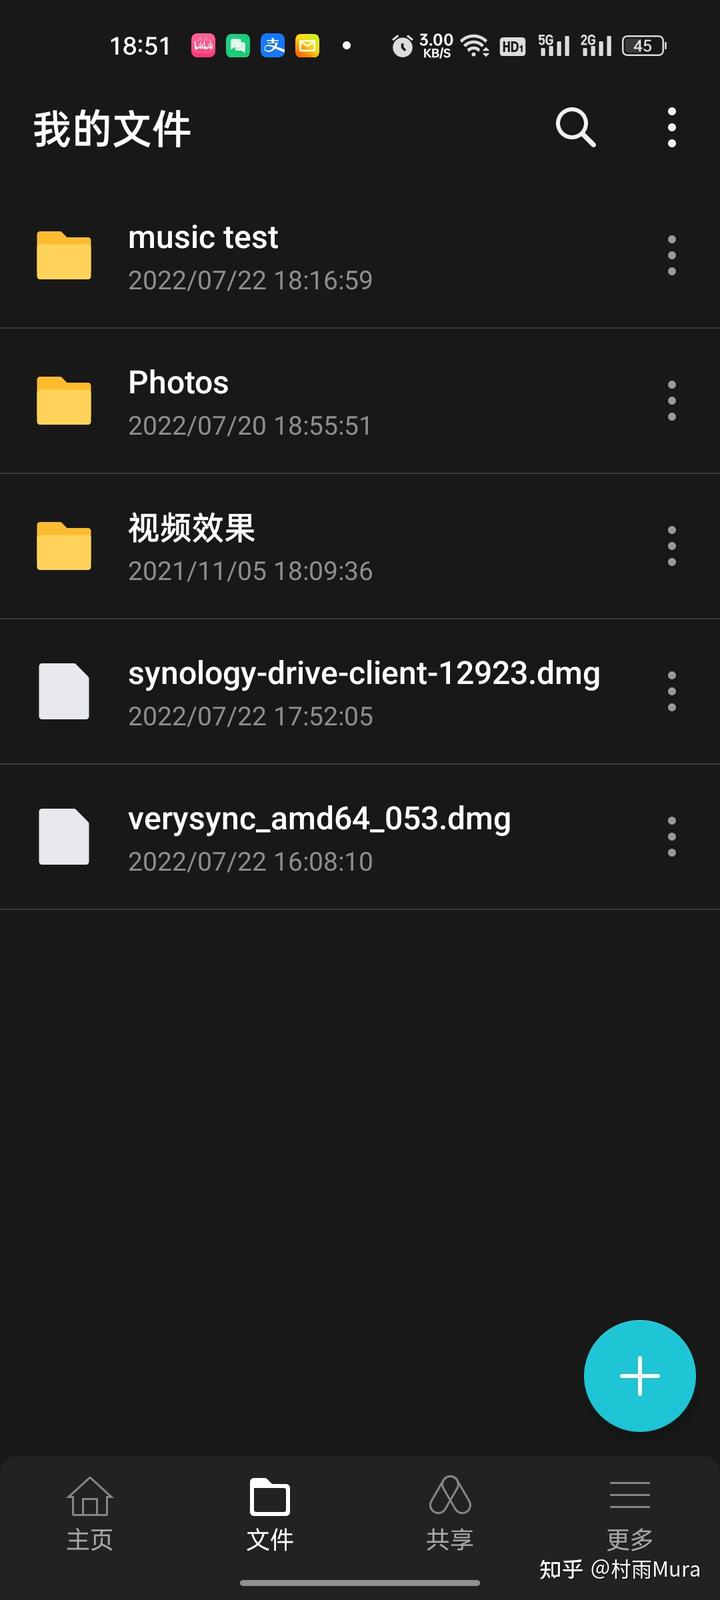 18:51
3.00
KB/S
HD1
5G
2G
45
我的文件
music test
2022/07/22 18:16:59
Photos
2022/07/20 18:55:51
视频效果
2021/11/05 18:09:36
synology-drive-client-12923.dmg
2022/07/22 17:52:05
verysync_amd64_053.dmg
2022/07/22 16:08:10
主页
文件
共享
更多
知乎 @村雨Mura